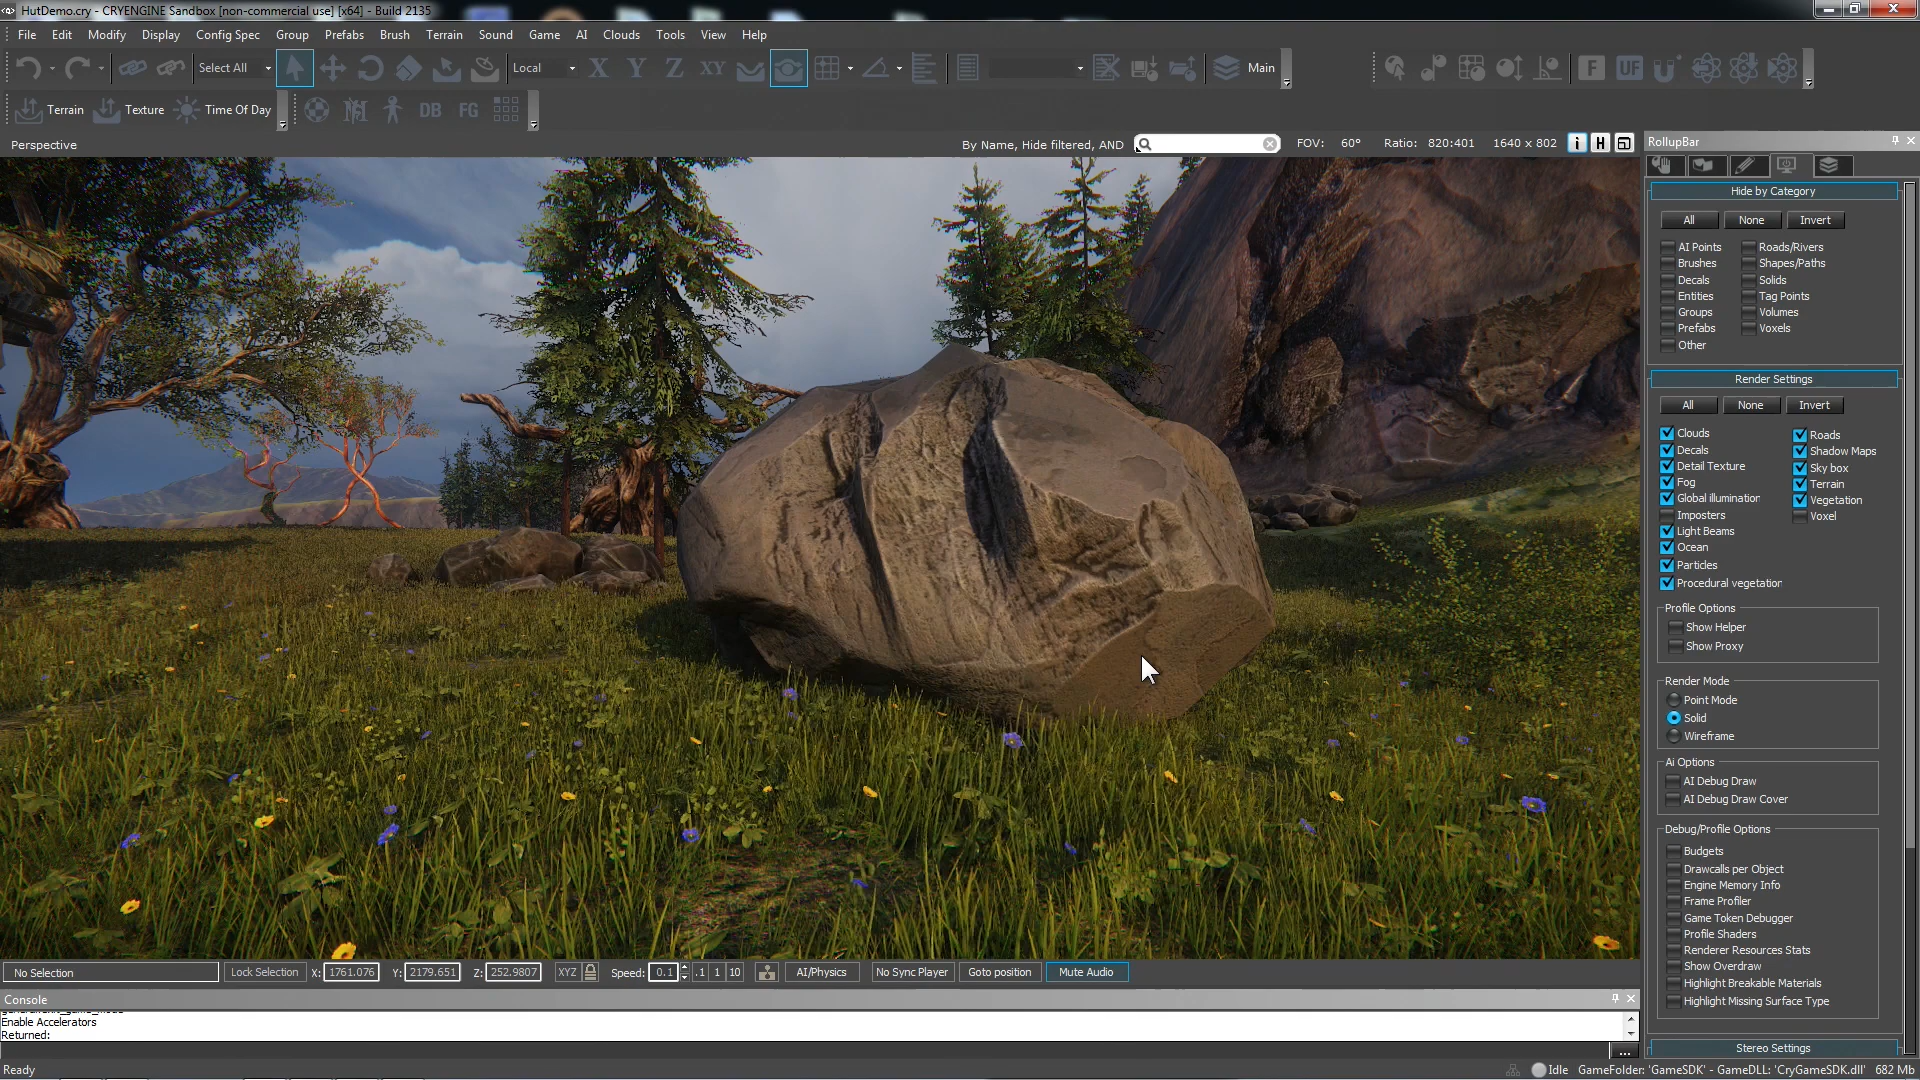 HutDemo.cry - CRYENGINE Sandbox [non-commercial use] [x64] - Build 2135
File Edit Modify Display Config Spec Group Prefabs Brush Terrain Sound Game AI Clouds Tools View Help
Select All Local X Y Z XY Main F UF
Terrain Texture Time Of Day DB FG
Perspective By Name, Hide filtered, AND FOV: 60° Ratio: 820:401 1640 x 802 i H
RollupBar
Hide by Category
All None Invert
AI Points Roads/Rivers
Brushes Shapes/Paths
Decals Solids
Entities Tag Points
Groups Volumes
Prefabs Voxels
Other
Render Settings
All None Invert
Clouds Roads
Decals Shadow Maps
Detail Texture Sky box
Fog Terrain
Global illumination Vegetation
Imposters Voxel
Light Beams
Ocean
Particles
Procedural vegetation
Profile Options
Show Helper
Show Proxy
Render Mode
Point Mode
Solid
Wireframe
Ai Options
AI Debug Draw
AI Debug Draw Cover
Debug/Profile Options
Budgets
Drawcalls per Object
Engine Memory Info
Frame Profiler
Game Token Debugger
Profile Shaders
Renderer Resources Stats
Show Overdraw
Highlight Breakable Materials
Highlight Missing Surface Type
Stereo Settings
No Selection Lock Selection X: 1761.076 Y: 2179.651 Z: 252.9807 XYZ Speed: 0.1 .1 1 10 AI/Physics No Sync Player Goto position Mute Audio
Console
Enable Accelerators
Returned:
...
Ready Idle GameFolder: 'GameSDK' - GameDLL: 'CryGameSDK.dll' 682 Mb